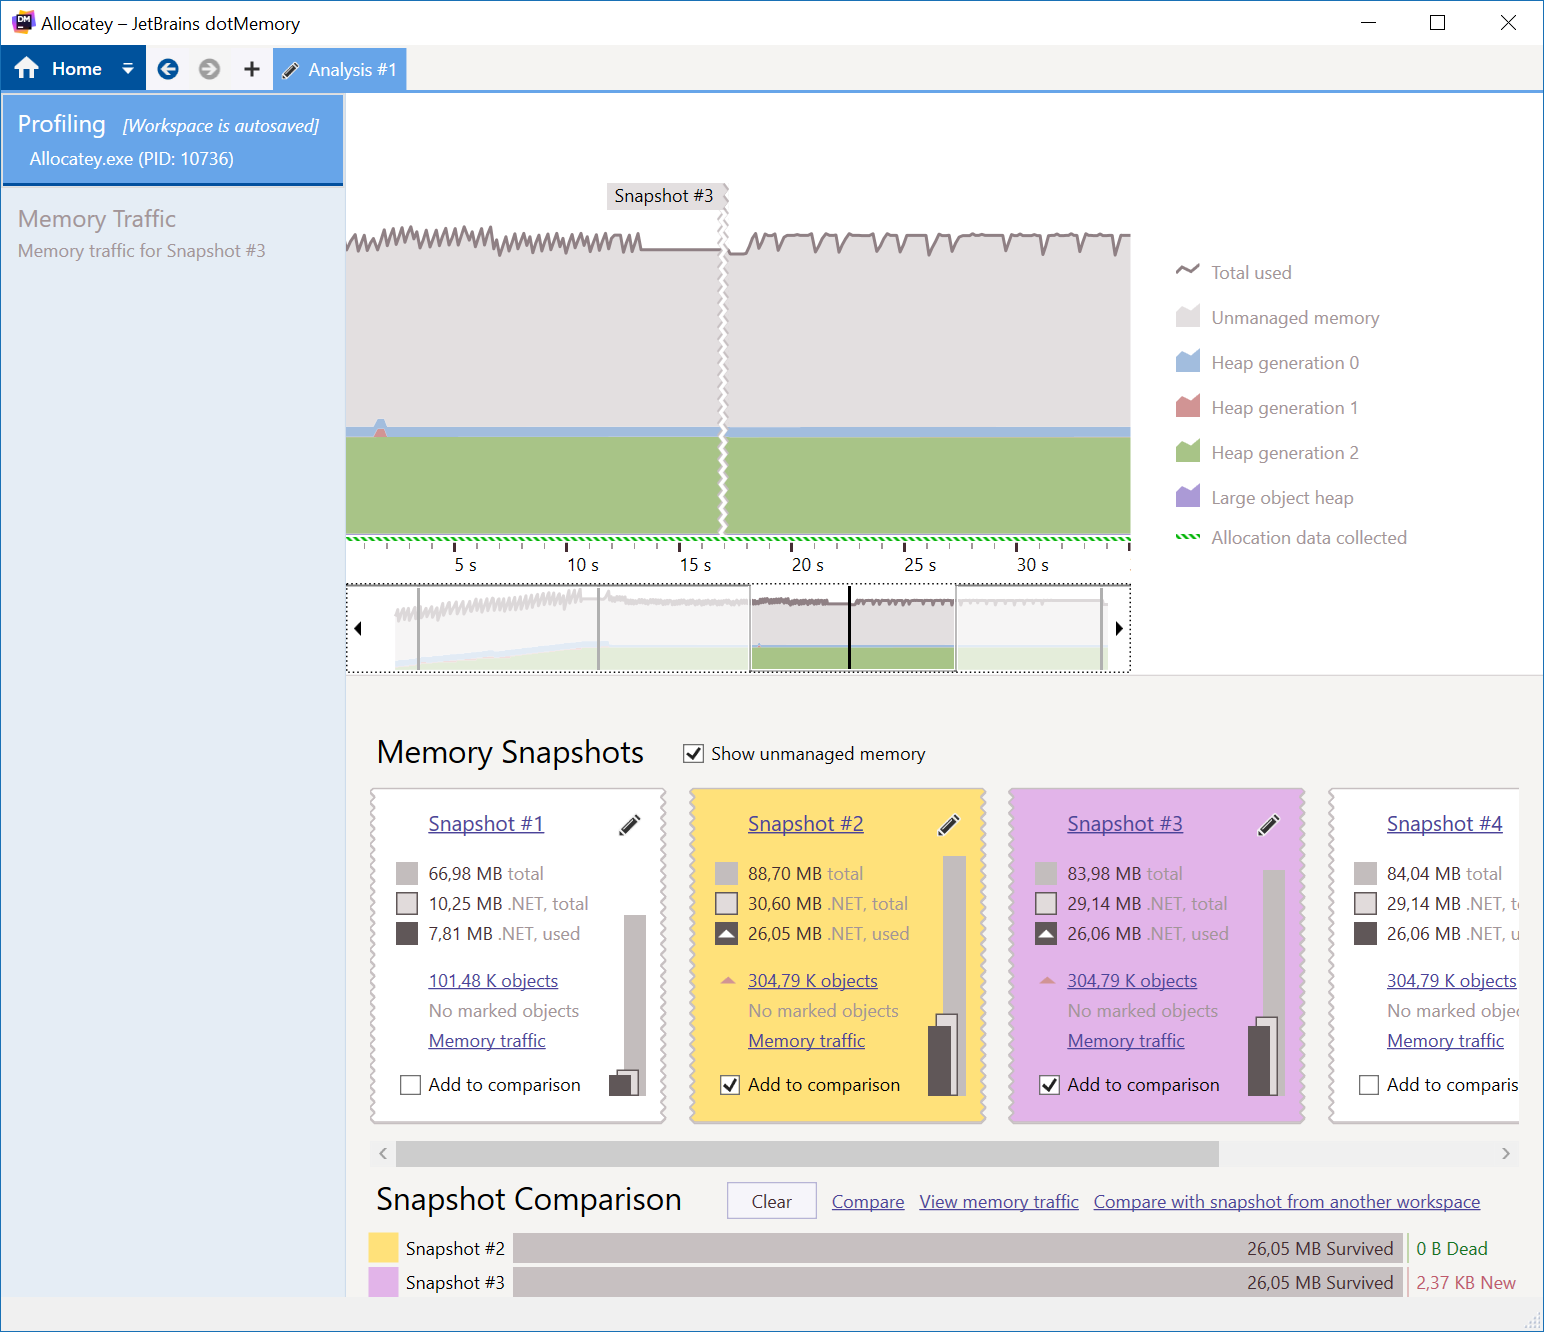 Allocatey – JetBrains dotMemory
Home
Analysis #1
Profiling [Workspace is autosaved]
Allocatey.exe (PID: 10736)
Memory Traffic
Memory traffic for Snapshot #3
Snapshot #3
Total used
Unmanaged memory
Heap generation 0
Heap generation 1
Heap generation 2
Large object heap
Allocation data collected
5 s 10 s 15 s 20 s 25 s 30 s
Memory Snapshots
Show unmanaged memory
Snapshot #1
66,98 MB total
10,25 MB .NET, total
7,81 MB .NET, used
101,48 K objects
No marked objects
Memory traffic
Add to comparison
Snapshot #2
88,70 MB total
30,60 MB .NET, total
26,05 MB .NET, used
304,79 K objects
No marked objects
Memory traffic
Add to comparison
Snapshot #3
83,98 MB total
29,14 MB .NET, total
26,06 MB .NET, used
304,79 K objects
No marked objects
Memory traffic
Add to comparison
Snapshot #4
84,04 MB total
29,14 MB .NET, t
26,06 MB .NET, u
304,79 K objects
No marked objec
Memory traffic
Add to comparis
Snapshot Comparison
Clear
Compare
View memory traffic
Compare with snapshot from another workspace
Snapshot #2 26,05 MB Survived 0 B Dead
Snapshot #3 26,05 MB Survived 2,37 KB New